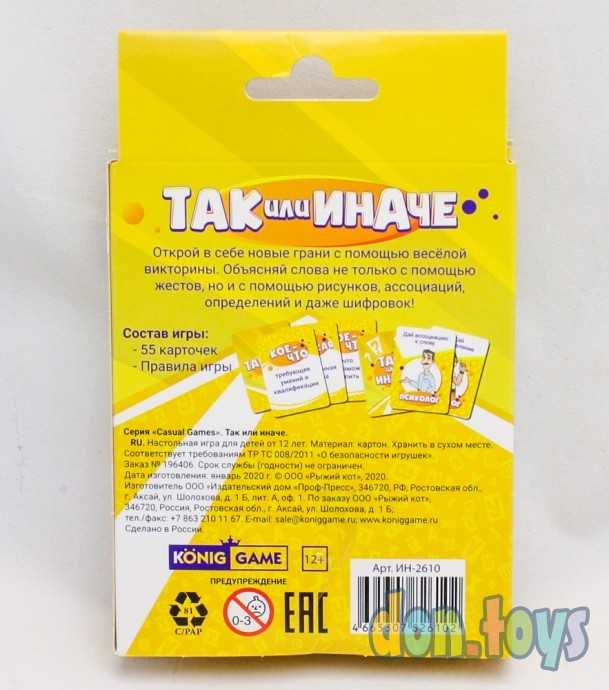 ТАК или ИНАЧЕ
Открой в себе новые грани с помощью весёлой
викторины. Объясняй слова не только с помощью
жестов, но и с помощью рисунков, ассоциаций,
определений и даже шифровок!
Состав игры:
- 55 карточек
- Правила игры
КОЕ-
ЧТО
требующее
умений и
квалификации
Дай ассоциацию
к слову
ПСИХОЛОГ
Серия «Casual Games». Так или иначе.
RU. Настольная игра для детей от 12 лет. Материал: картон. Хранить в сухом месте.
Соответствует требованиям ТР ТС 008/2011 «О безопасности игрушек».
Заказ № 196406. Срок службы (годности) не ограничен.
Дата изготовления: январь 2020 г. © ООО «Рыжий кот», 2020.
Изготовитель ООО «Издательский дом «Проф-Пресс», 346720, РФ, Ростовская обл.,
г. Аксай, ул. Шолохова, д. 1 Б, лит. А, оф. 1. По заказу ООО «Рыжий кот»,
346720, Россия, Ростовская обл., г. Аксай, ул. Шолохова, д. 1 Б;
тел./факс: +7 863 210 11 67. E-mail: sale@koniggame.ru, www.koniggame.ru
Сделано в России.
KÖNIG GAME
12+
Арт. ИН-2610
ПРЕДУПРЕЖДЕНИЕ
81
C/PAP
0-3
EAC
don.toys